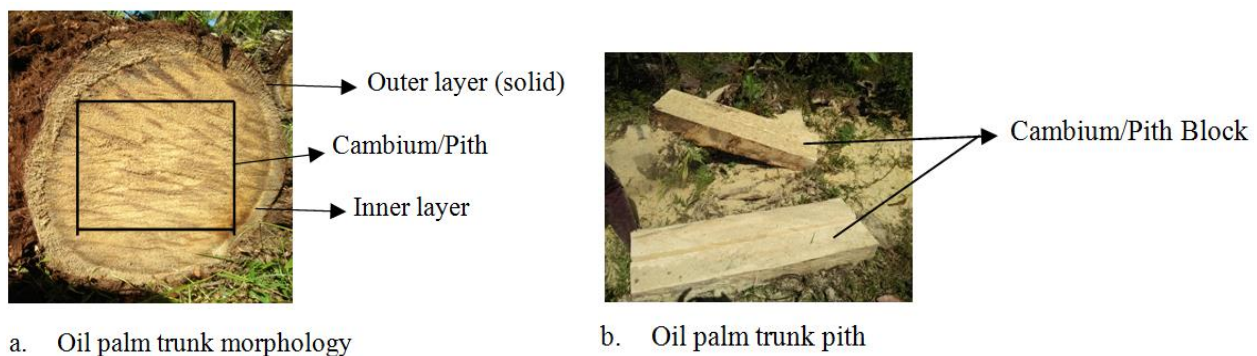 Outer layer (solid)
Cambium/Pith
Inner layer
a. Oil palm trunk morphology
Cambium/Pith Block
b. Oil palm trunk pith